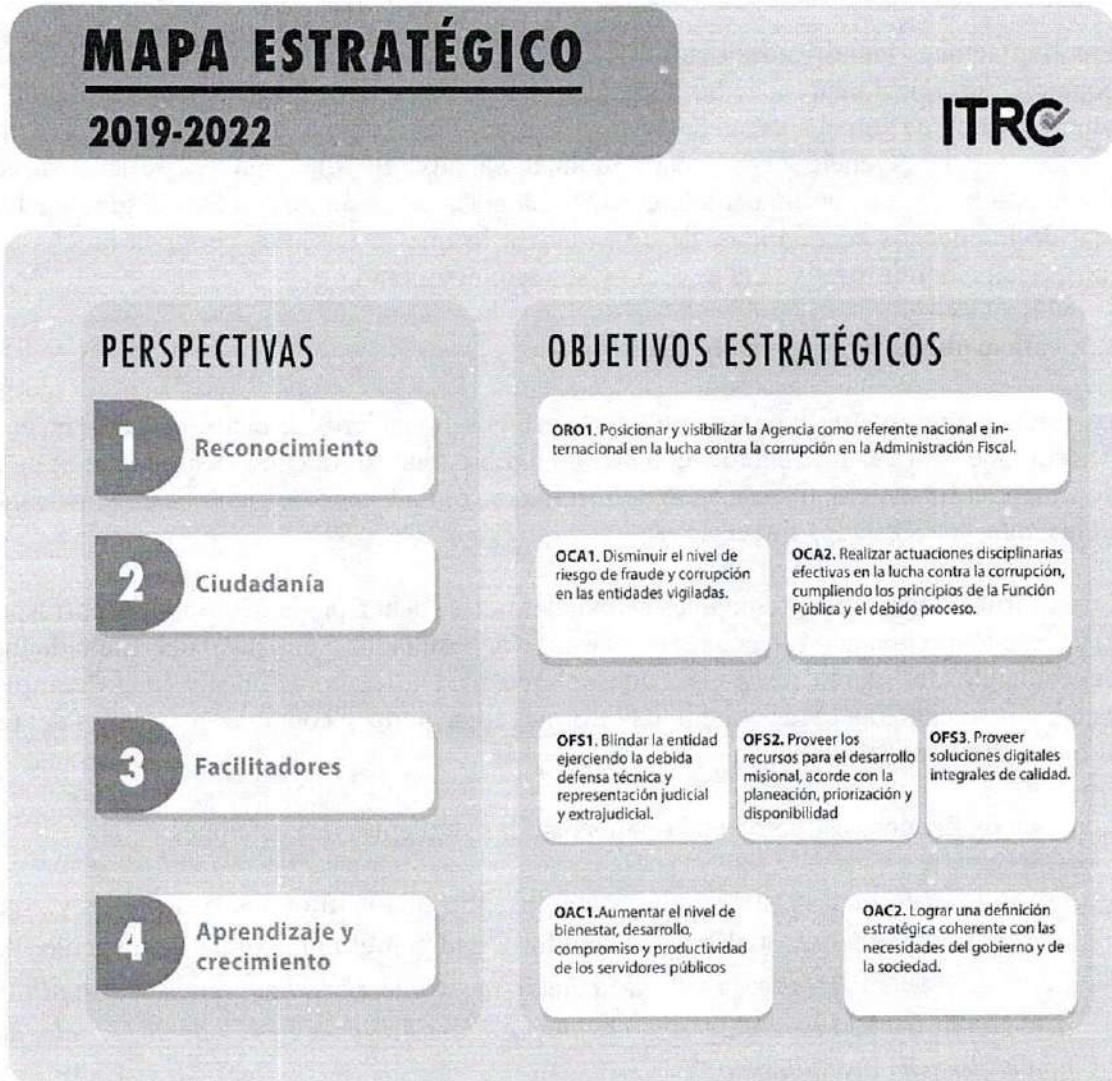 MAPA ESTRATÉGICO
2019-2022
ITRC
PERSPECTIVAS
OBJETIVOS ESTRATÉGICOS
1
Reconocimiento
ORO1. Posicionar y visibilizar la Agencia como referente nacional e in-
ternacional en la lucha contra la corrupción en la Administración Fiscal.
2
Ciudadanía
OCA1. Disminuir el nivel de
riesgo de fraude y corrupción
en las entidades vigiladas.
OCA2. Realizar actuaciones disciplinarias
efectivas en la lucha contra la corrupción,
cumpliendo los principios de la Función
Pública y el debido proceso.
3
Facilitadores
OFS1. Blindar la entidad
ejerciendo la debida
defensa técnica y
representación judicial
y extrajudicial.
OFS2. Proveer los
recursos para el desarrollo
misional, acorde con la
planeación, priorización y
disponibilidad
OFS3. Proveer
soluciones digitales
integrales de calidad.
4
Aprendizaje y
crecimiento
OAC1.Aumentar el nivel de
bienestar, desarrollo,
compromiso y productividad
de los servidores públicos
OAC2. Lograr una definición
estratégica coherente con las
necesidades del gobierno y de
la sociedad.